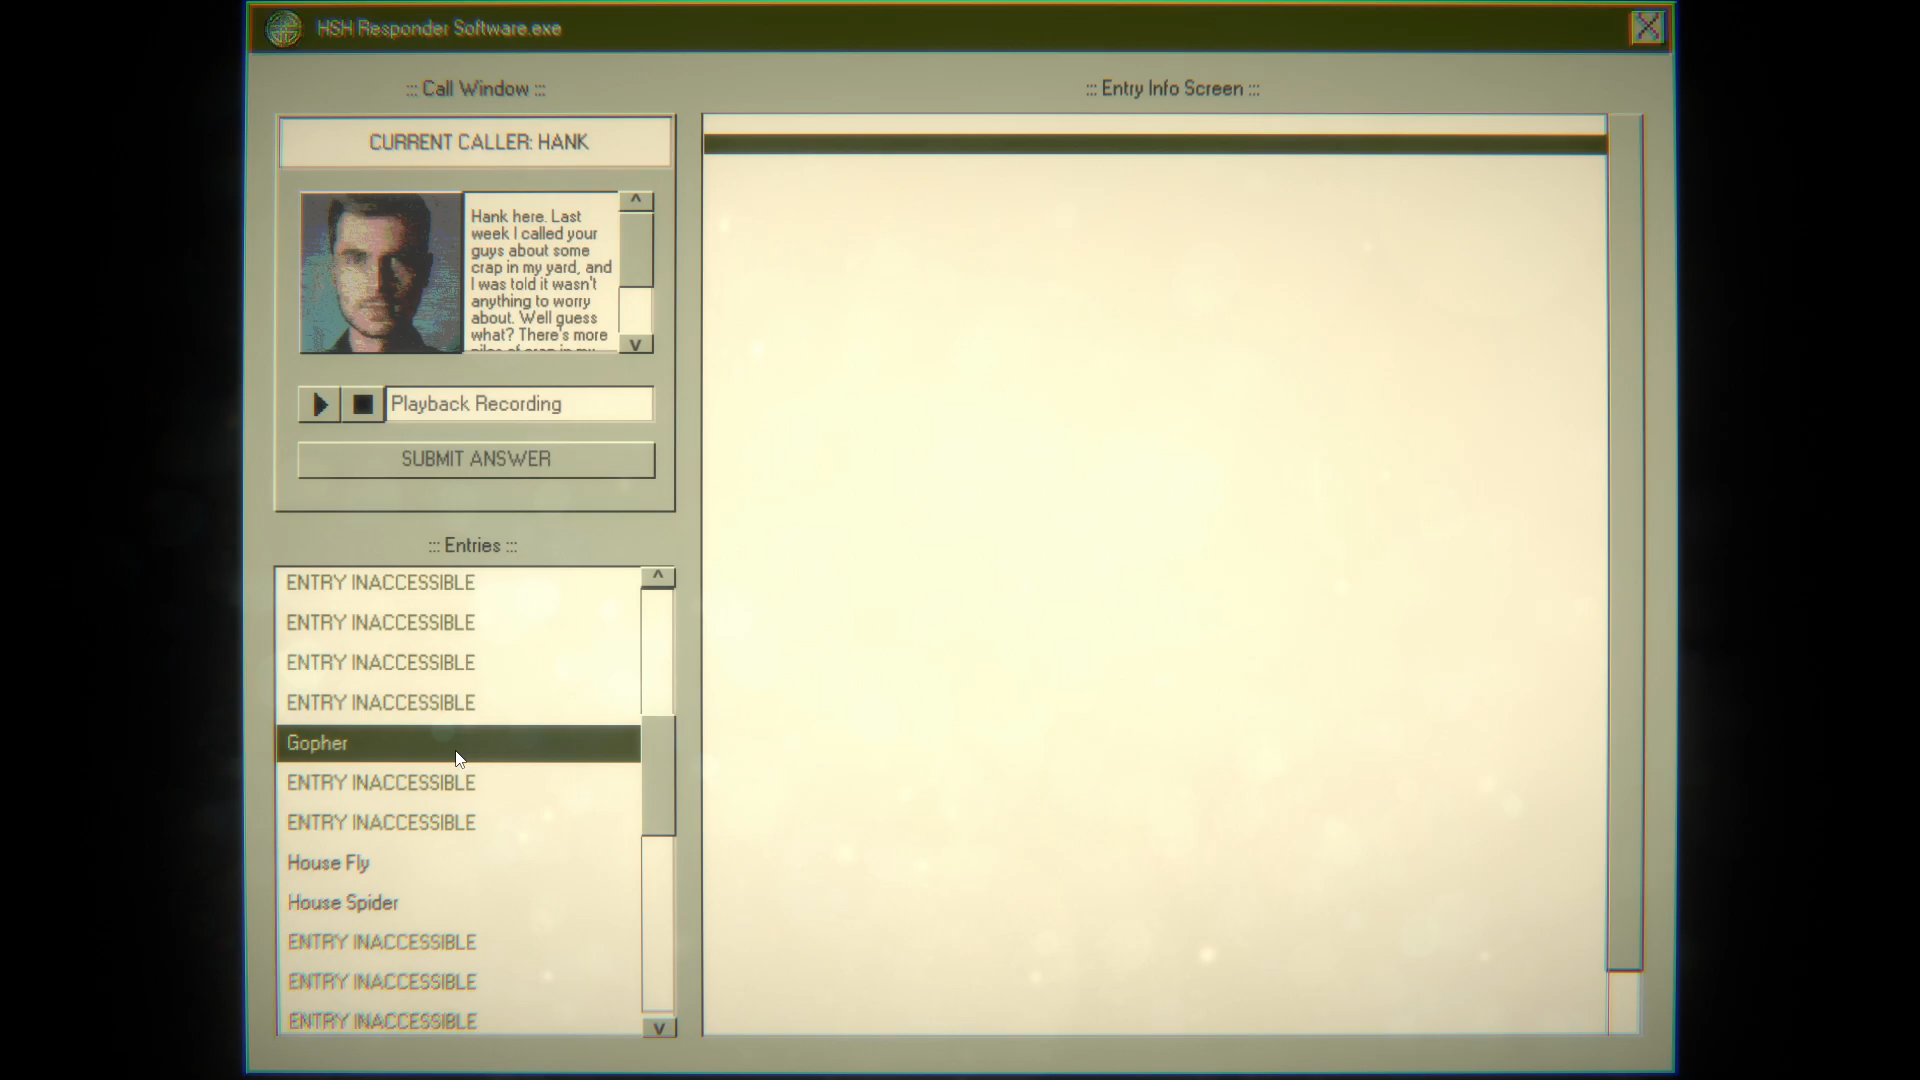 HSH Responder Software.exe
::: Call Window :::
CURRENT CALLER: HANK
Hank here. Last
week I called your
guys about some
crap in my yard, and
I was told it wasn't
anything to worry
about. Well guess
what? There's more
^
v
Playback Recording
SUBMIT ANSWER
::: Entries :::
ENTRY INACCESSIBLE
ENTRY INACCESSIBLE
ENTRY INACCESSIBLE
ENTRY INACCESSIBLE
Gopher
ENTRY INACCESSIBLE
ENTRY INACCESSIBLE
House Fly
House Spider
ENTRY INACCESSIBLE
ENTRY INACCESSIBLE
ENTRY INACCESSIBLE
^
v
::: Entry Info Screen :::